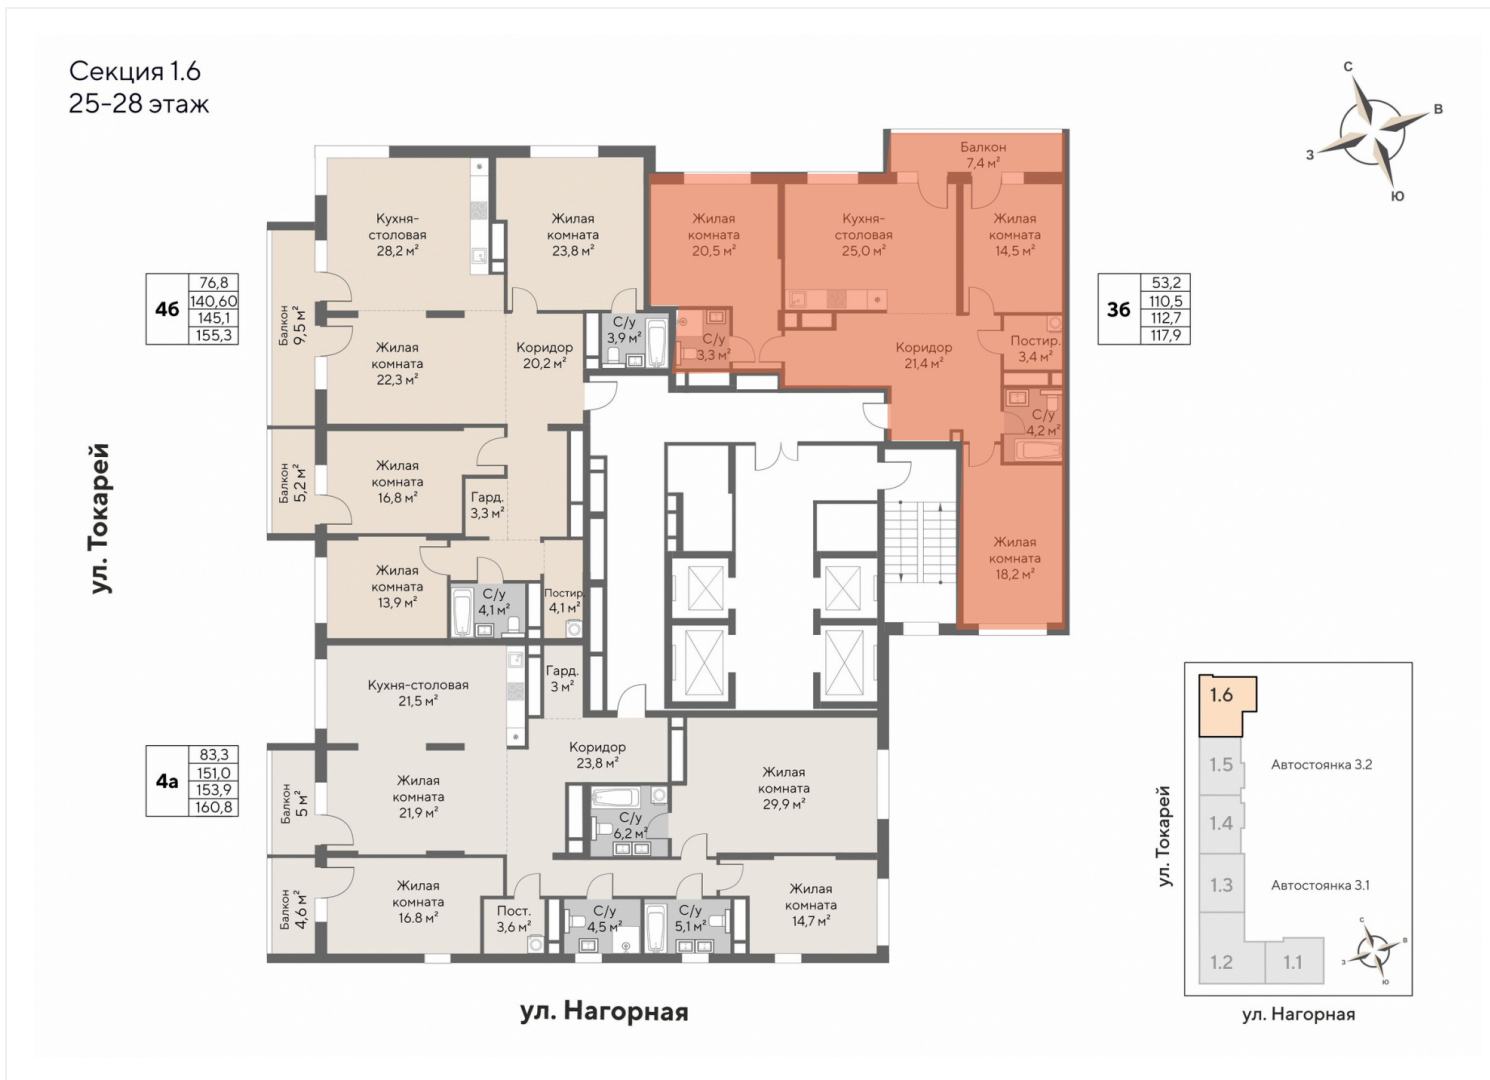 Секция 1.6
25-28 этаж
С
В
З
Ю
Балкон
7,4 м²
Кухня-
столовая
28,2 м²
Жилая
комната
23,8 м²
Жилая
комната
20,5 м²
Кухня-
столовая
25,0 м²
Жилая
комната
14,5 м²
4б
76,8
140,60
145,1
155,3
Балкон
9,5 м²
Жилая
комната
22,3 м²
Коридор
20,2 м²
С/у
3,9 м²
С/у
3,3 м²
Коридор
21,4 м²
Постир.
3,4 м²
С/у
4,2 м²
3б
53,2
110,5
112,7
117,9
Балкон
5,2 м²
Жилая
комната
16,8 м²
Гард.
3,3 м²
Жилая
комната
13,9 м²
С/у
4,1 м²
Постир.
4,1 м²
Жилая
комната
18,2 м²
ул. Токарей
Кухня-столовая
21,5 м²
Гард.
3 м²
Коридор
23,8 м²
4а
83,3
151,0
153,9
160,8
Балкон
5 м²
Жилая
комната
21,9 м²
С/у
6,2 м²
Жилая
комната
29,9 м²
Балкон
4,6 м²
Жилая
комната
16.8 м²
Пост.
3,6 м²
С/у
4,5 м²
С/у
5,1 м²
Жилая
комната
14,7 м²
ул. Нагорная
1.6
1.5
Автостоянка 3.2
1.4
1.3
Автостоянка 3.1
1.2
1.1
С
В
З
Ю
ул. Токарей
ул. Нагорная